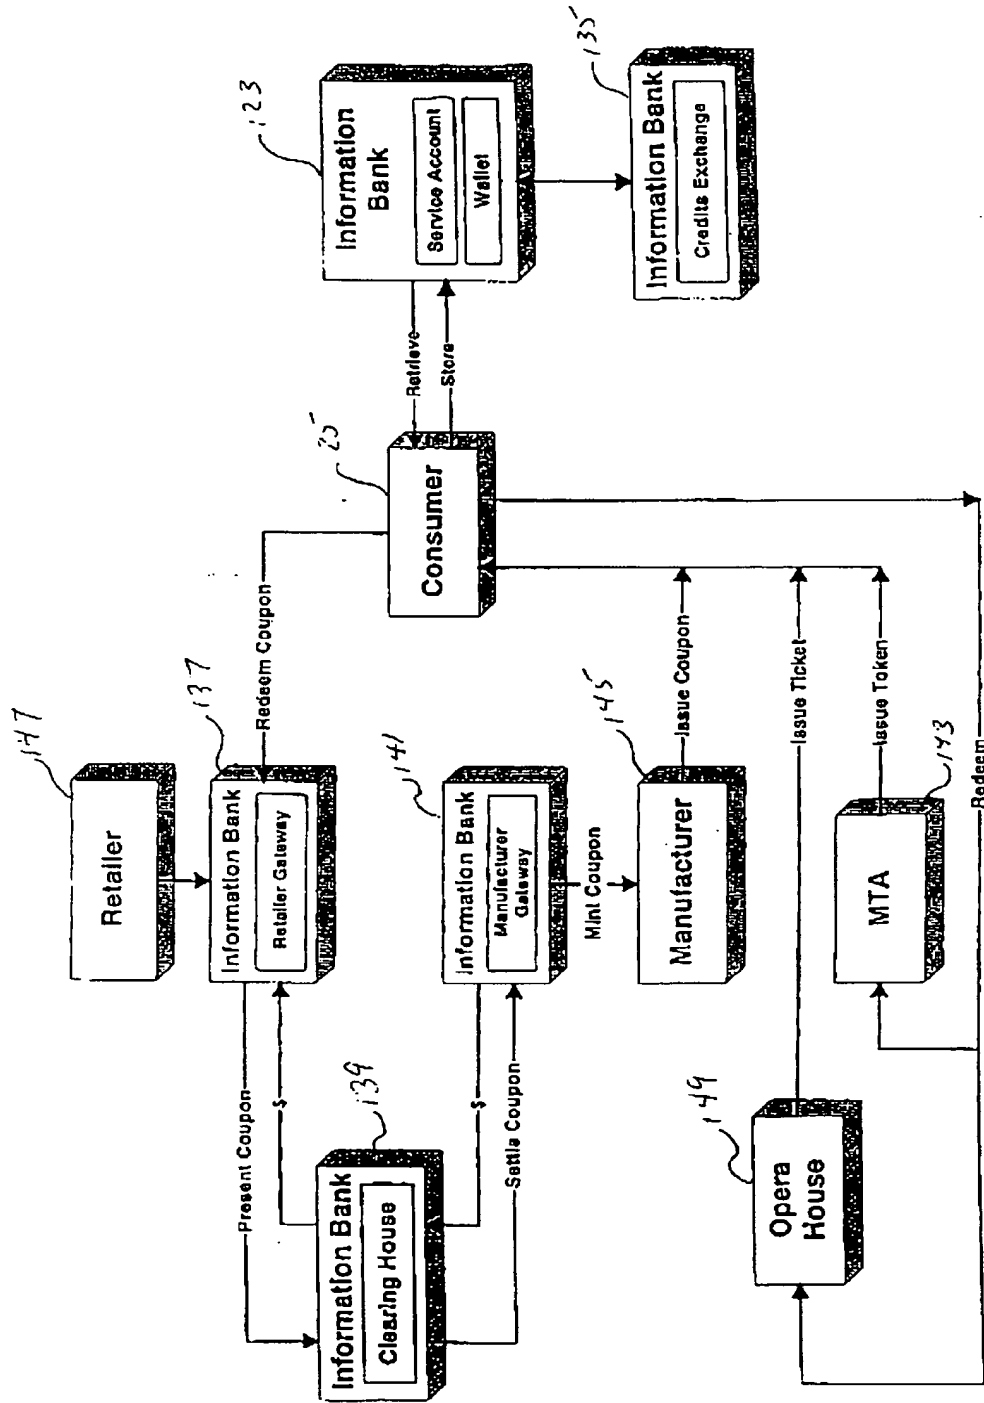 147
Retailer
137
Information Bank
Retailer Gateway
Redeem Coupon
Present Coupon
$
139
Information Bank
Clearing House
$
Settle Coupon
141
Information Bank
Manufacturer
Gateway
Mint Coupon
145
Manufacturer
Issue Coupon
25
Consumer
Retrieve
Store
123
Information
Bank
Service Account
Wallet
135
Information Bank
Credits Exchange
149
Opera
House
Issue Ticket
143
MTA
Issue Token
Redeem